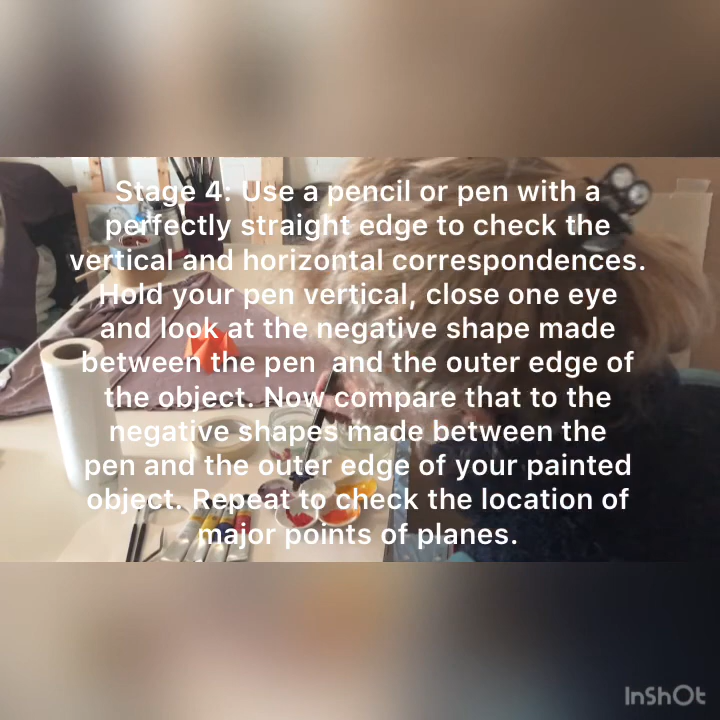 Stage 4: Use a pencil or pen with a
perfectly straight edge to check the
vertical and horizontal correspondences.
Hold your pen vertical, close one eye
and look at the negative shape made
between the pen  and the outer edge of
the object. Now compare that to the
negative shapes made between the
pen and the outer edge of your painted
object. Repeat to check the location of
major points of planes.
InShOt